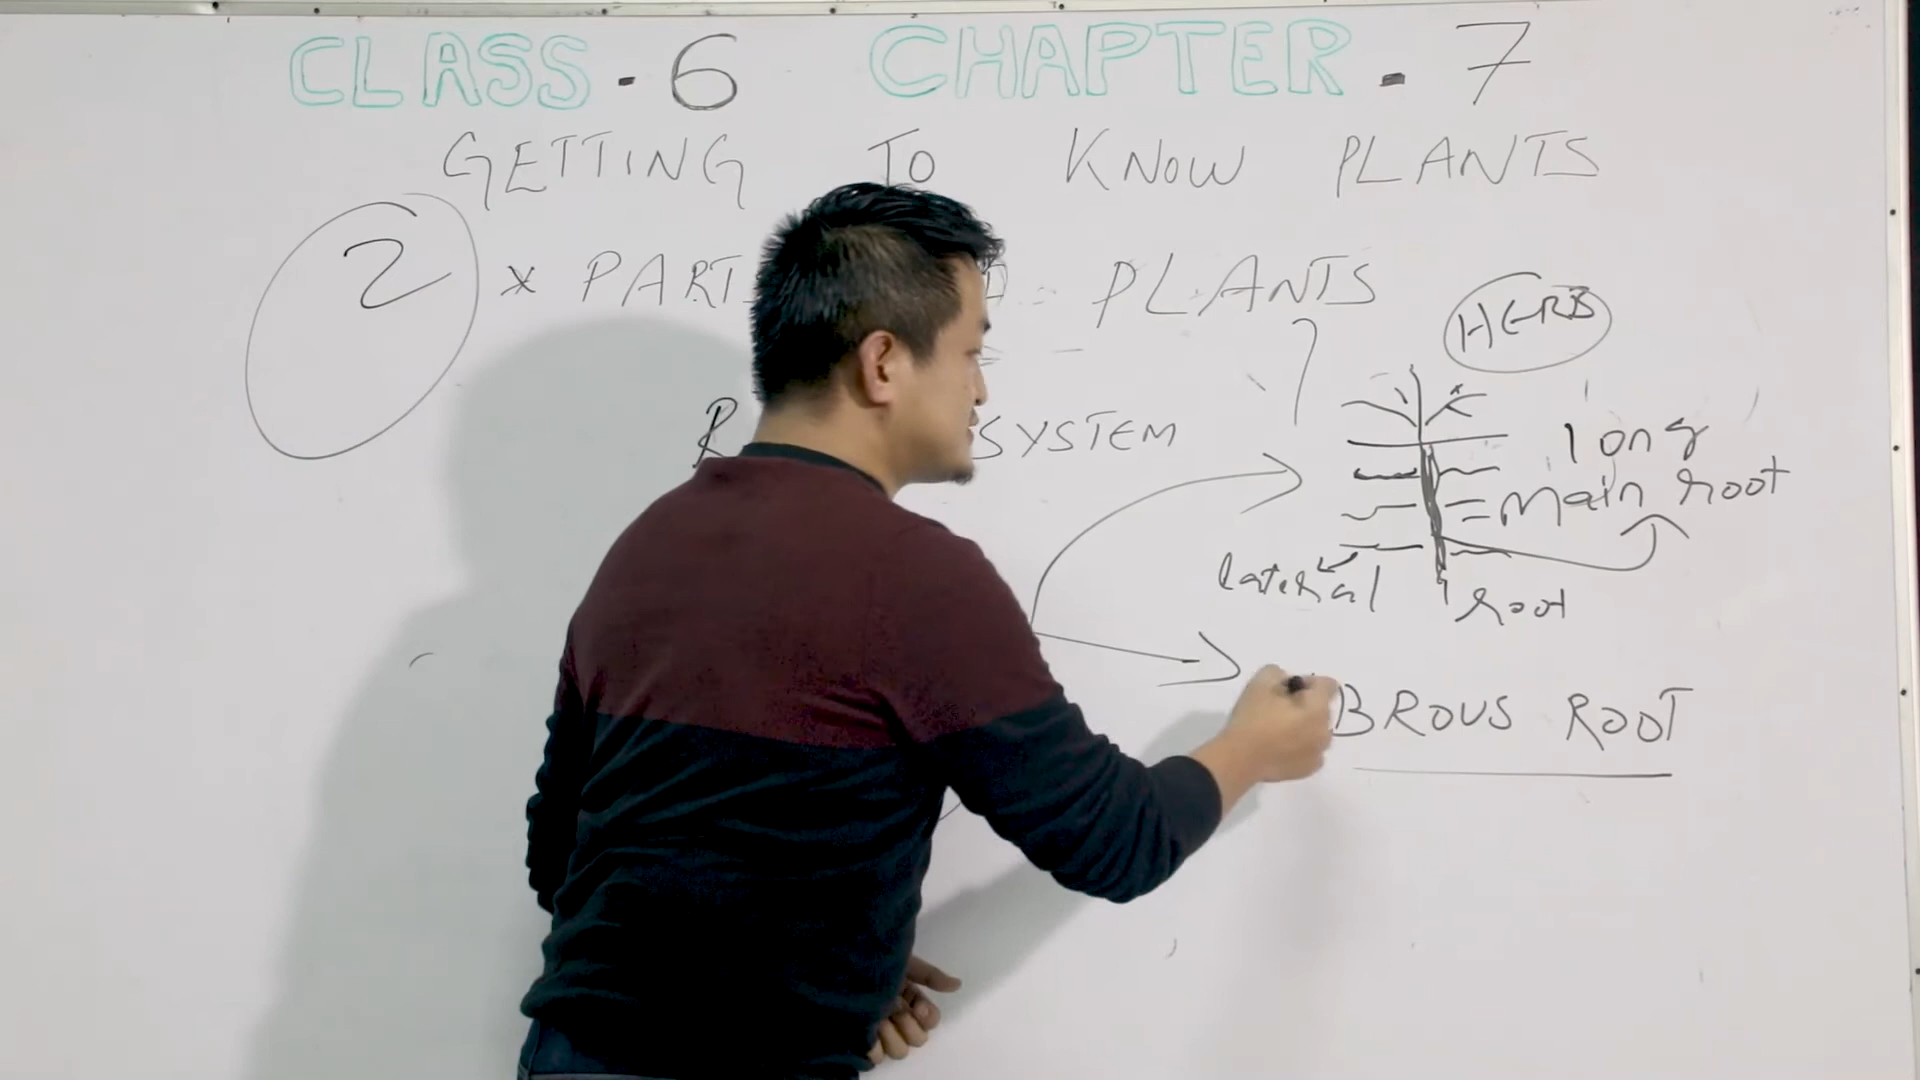 CLASS - 6 CHAPTER - 7
GETTING TO KNOW PLANTS
2 * PART PLANTS
HERB
R SYSTEM
long
main root
lateral root
BROUS ROOT